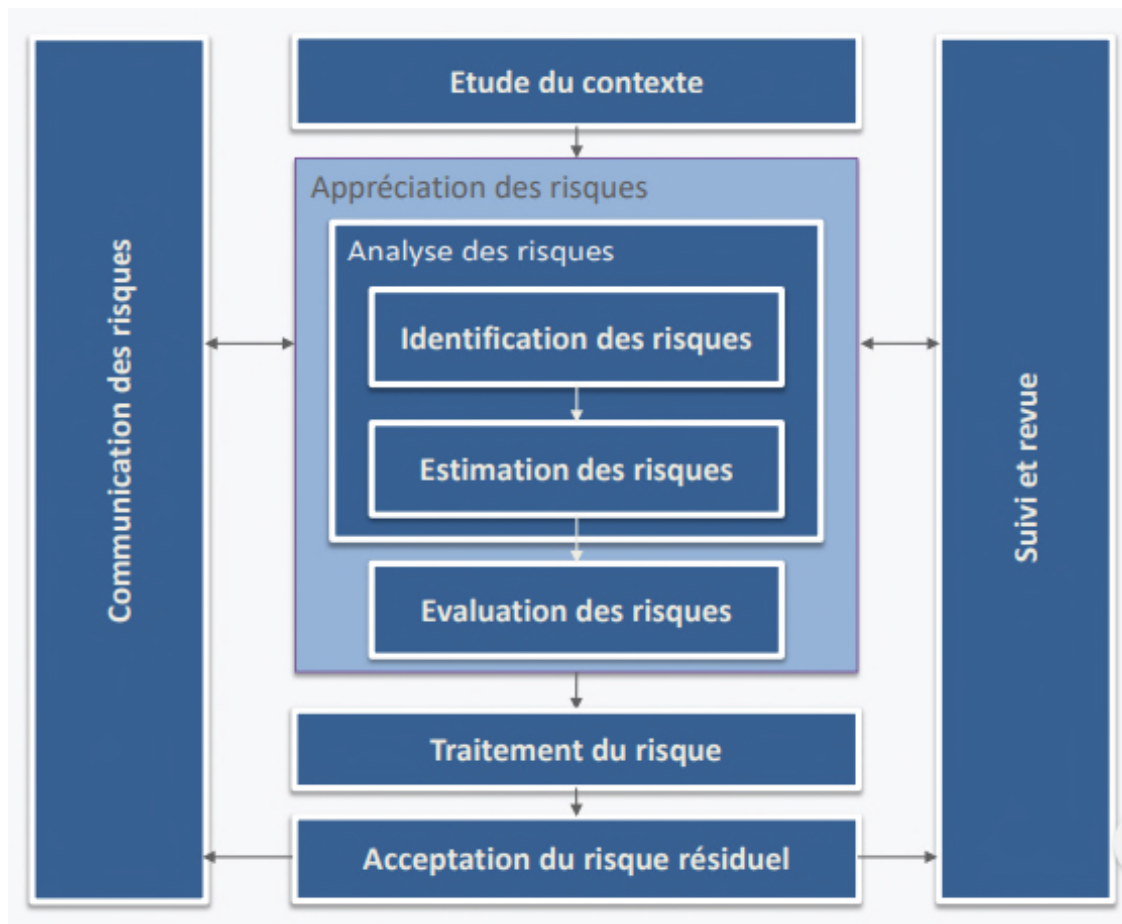 Etude du contexte
Appréciation des risques
Analyse des risques
Identification des risques
Estimation des risques
Evaluation des risques
Traitement du risque
Acceptation du risque résiduel
Communication des risques
Suivi et revue